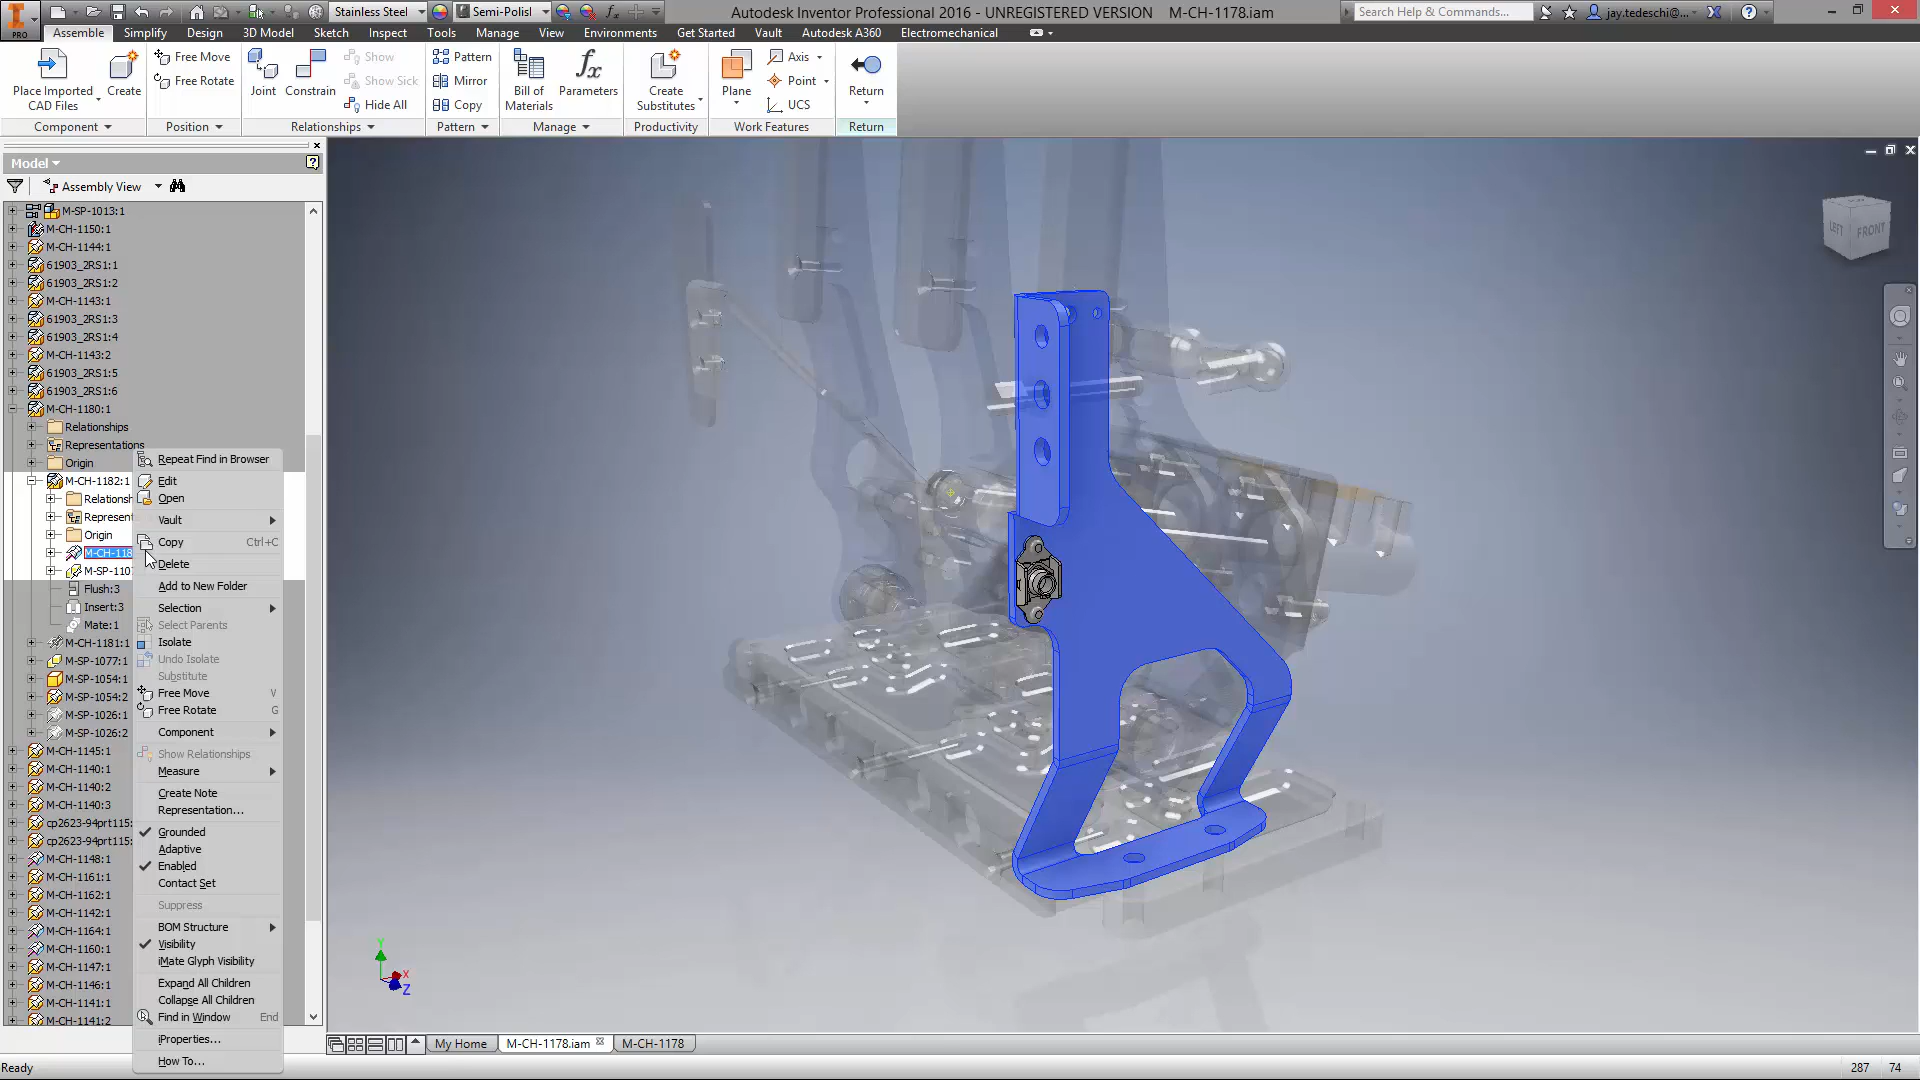 PRO
Stainless Steel
Semi-Polisl
Autodesk Inventor Professional 2016 - UNREGISTERED VERSION M-CH-1178.iam
Search Help & Commands...
jay.tedeschi@...
Assemble Simplify Design 3D Model Sketch Inspect Tools Manage View Environments Get Started Vault Autodesk A360 Electromechanical
Place Imported CAD Files
Create
Free Move
Free Rotate
Joint
Constrain
Show
Show Sick
Hide All
Pattern
Mirror
Copy
Bill of Materials
Parameters
Create Substitutes
Plane
Axis
Point
UCS
Return
Component
Position
Relationships
Pattern
Manage
Productivity
Work Features
Return
Model
Assembly View
M-SP-1013:1
M-CH-1150:1
M-CH-1144:1
61903_2RS1:1
61903_2RS1:2
M-CH-1143:1
61903_2RS1:3
61903_2RS1:4
M-CH-1143:2
61903_2RS1:5
61903_2RS1:6
M-CH-1180:1
Relationships
Representations
Origin
M-CH-1182:1
Relationsh
Represent
Origin
M-CH-118
M-SP-110
Flush:3
Insert:3
Mate:1
M-CH-1181:1
M-SP-1077:1
M-SP-1054:1
M-SP-1054:2
M-SP-1026:1
M-SP-1026:2
M-CH-1145:1
M-CH-1140:1
M-CH-1140:2
M-CH-1140:3
cp2623-94prt115:
cp2623-94prt115:
M-CH-1148:1
M-CH-1161:1
M-CH-1162:1
M-CH-1142:1
M-CH-1164:1
M-CH-1160:1
M-CH-1147:1
M-CH-1146:1
M-CH-1141:1
M-CH-1141:2
Repeat Find in Browser
Edit
Open
Vault
Copy Ctrl+C
Delete
Add to New Folder
Selection
Select Parents
Isolate
Undo Isolate
Substitute
Free Move V
Free Rotate G
Component
Show Relationships
Measure
Create Note
Representation...
Grounded
Adaptive
Enabled
Contact Set
Suppress
BOM Structure
Visibility
iMate Glyph Visibility
Expand All Children
Collapse All Children
Find in Window End
iProperties...
How To...
LEFT FRONT
Y
X
Z
My Home
M-CH-1178.iam
M-CH-1178
Ready
287 74